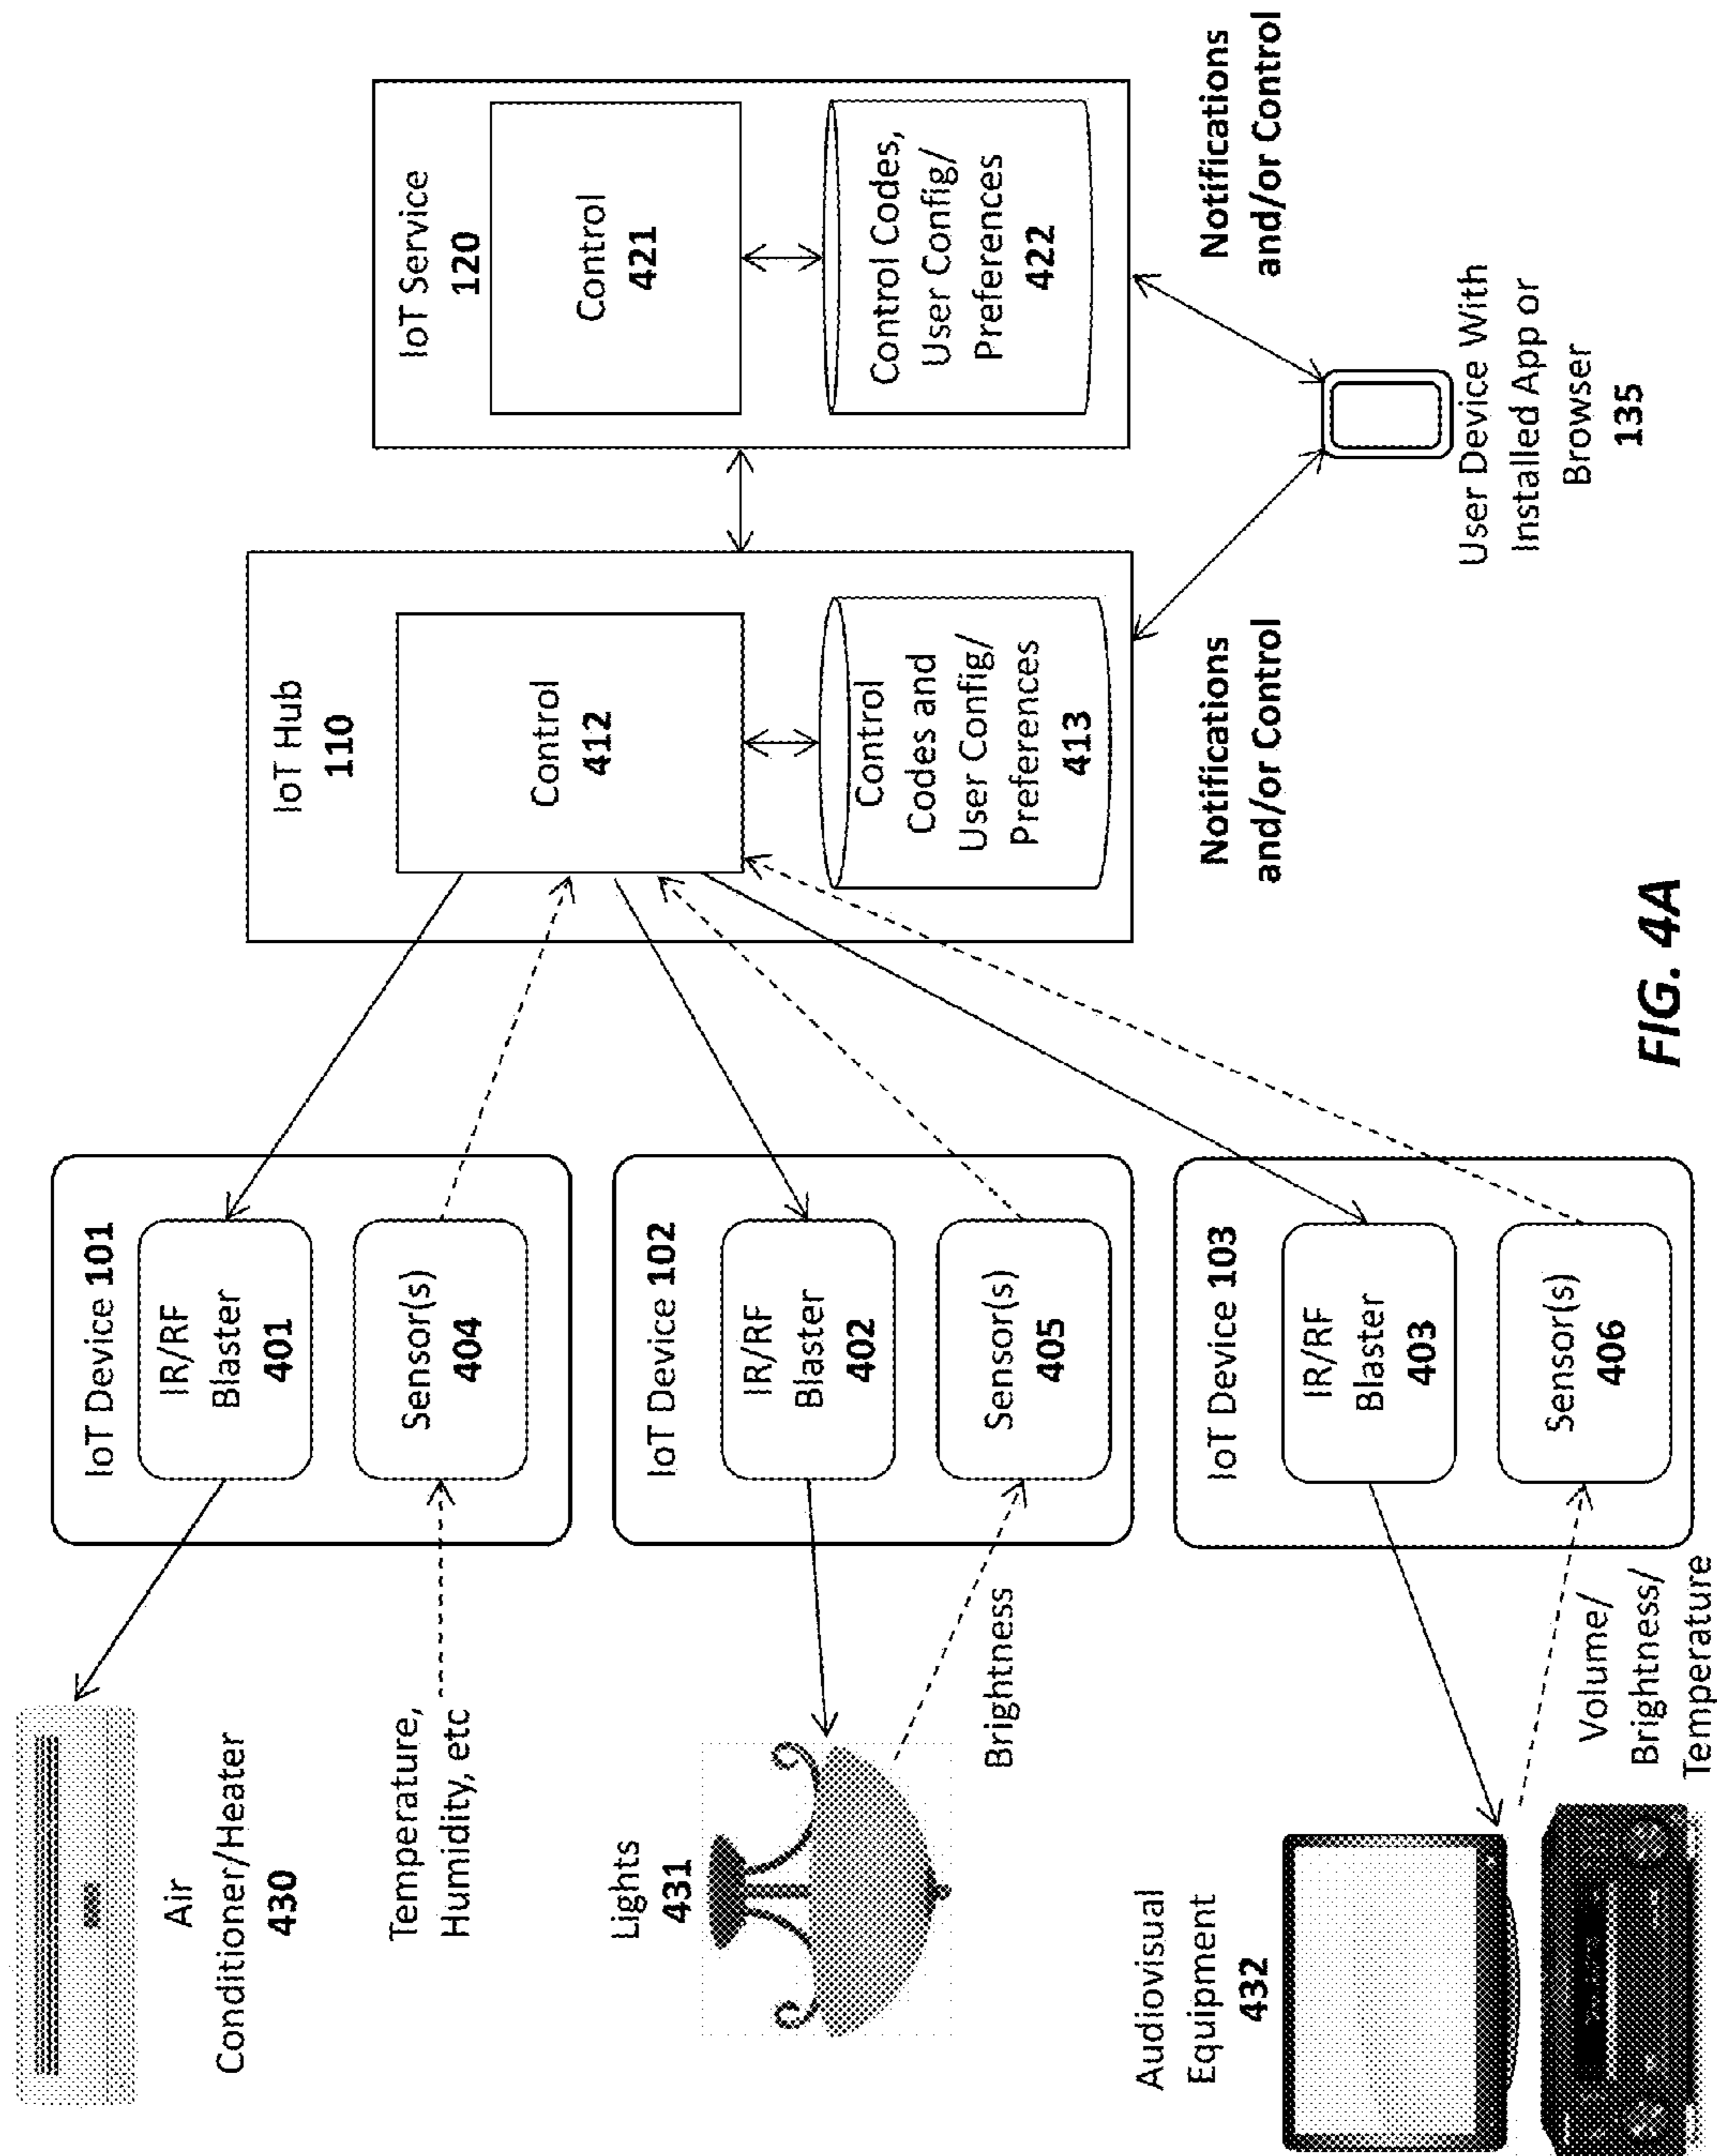 Air
Conditioner/Heater
430
Temperature,
Humidity, etc
Lights
431
Brightness
Audiovisual
Equipment
432
Volume/
Brightness/
Temperature
IoT Device 101
IR/RF
Blaster
401
Sensor(s)
404
IoT Device 102
IR/RF
Blaster
402
Sensor(s)
405
IoT Device 103
IR/RF
Blaster
403
Sensor(s)
406
IoT Hub
110
Control
412
Control
Codes and
User Config/
Preferences
413
Notifications
and/or Control
IoT Service
120
Control
421
Control Codes,
User Config/
Preferences
422
Notifications
and/or Control
User Device With
Installed App or
Browser
135
FIG. 4A